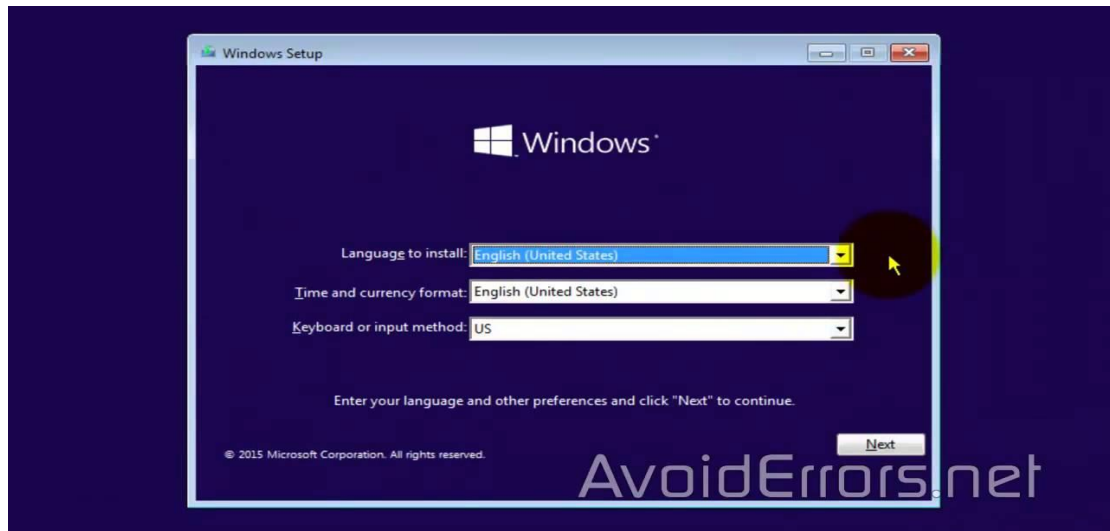 Windows Setup
Windows
Language to install: English (United States)
Time and currency format: English (United States)
Keyboard or input method: US
Enter your language and other preferences and click "Next" to continue.
Next
© 2015 Microsoft Corporation. All rights reserved.
AvoidErrors.net